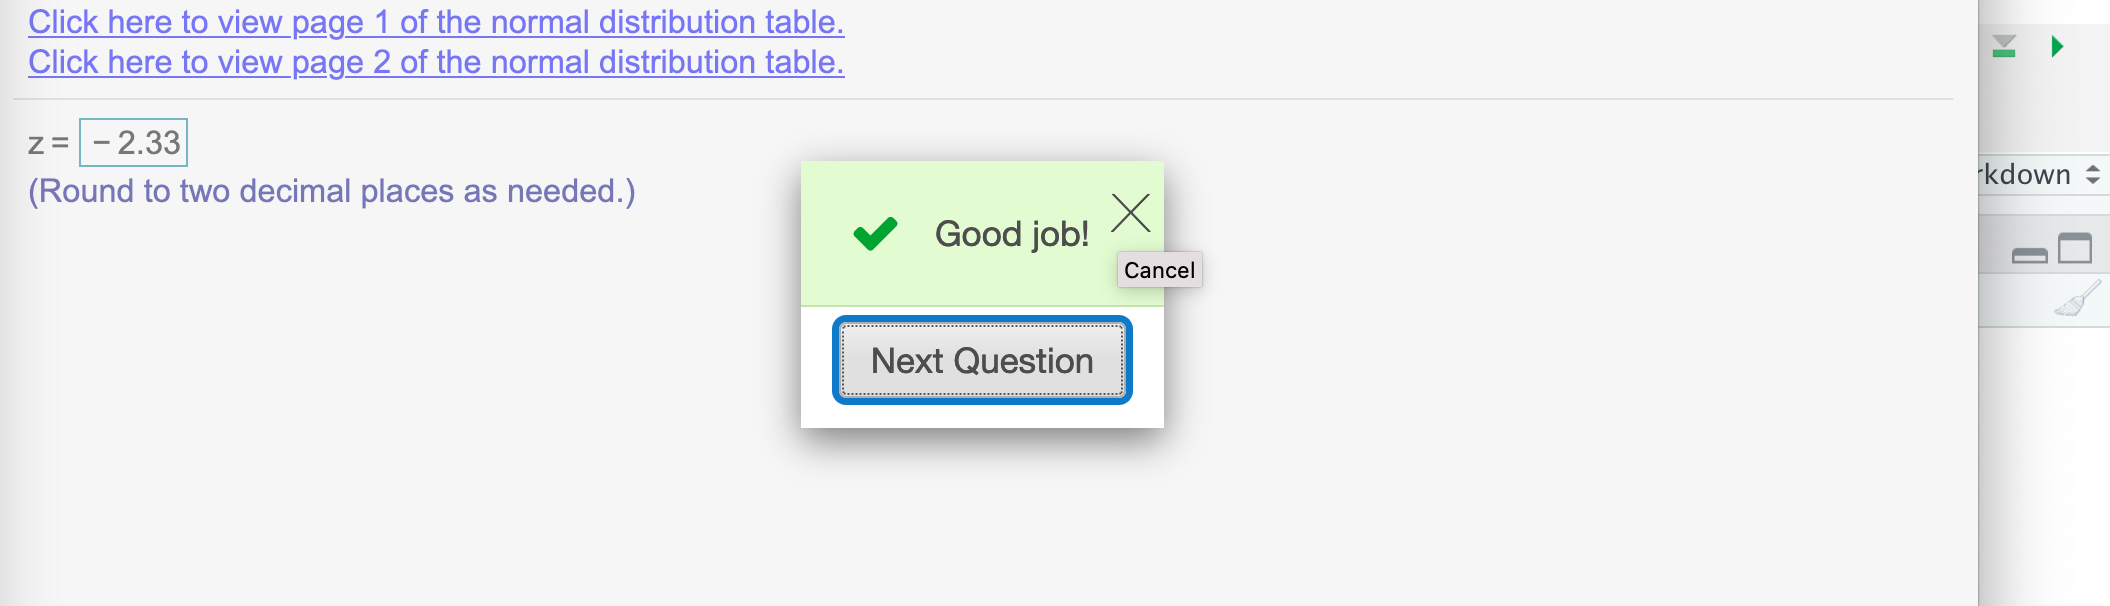 Click here to view page 1 of the normal distribution table.
Click here to view page 2 of the normal distribution table.
z = − 2.33
(Round to two decimal places as needed.)
Good job!
Cancel
Next Question
rkdown